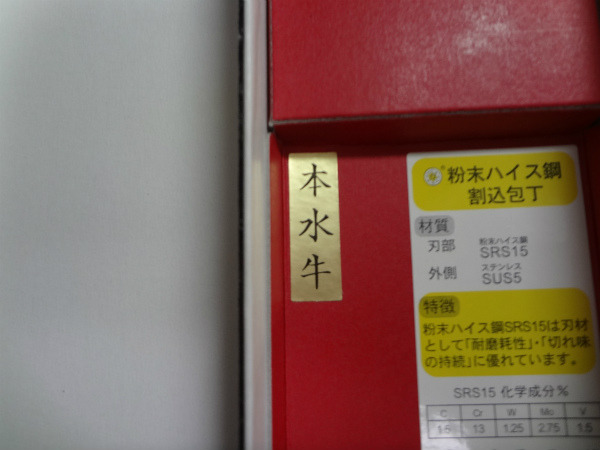 本水牛
粉末ハイス鋼
割込包丁
材質
刃部 粉末ハイス鋼 SRS15
外側 ステンレス SUS5
特徴
粉末ハイス鋼SRS15は刃材
として「耐磨耗性」・「切れ味
の持続」に優れています。
SRS15 化学成分%
C Cr W Mo V
1.5 13 1.25 2.75 1.5